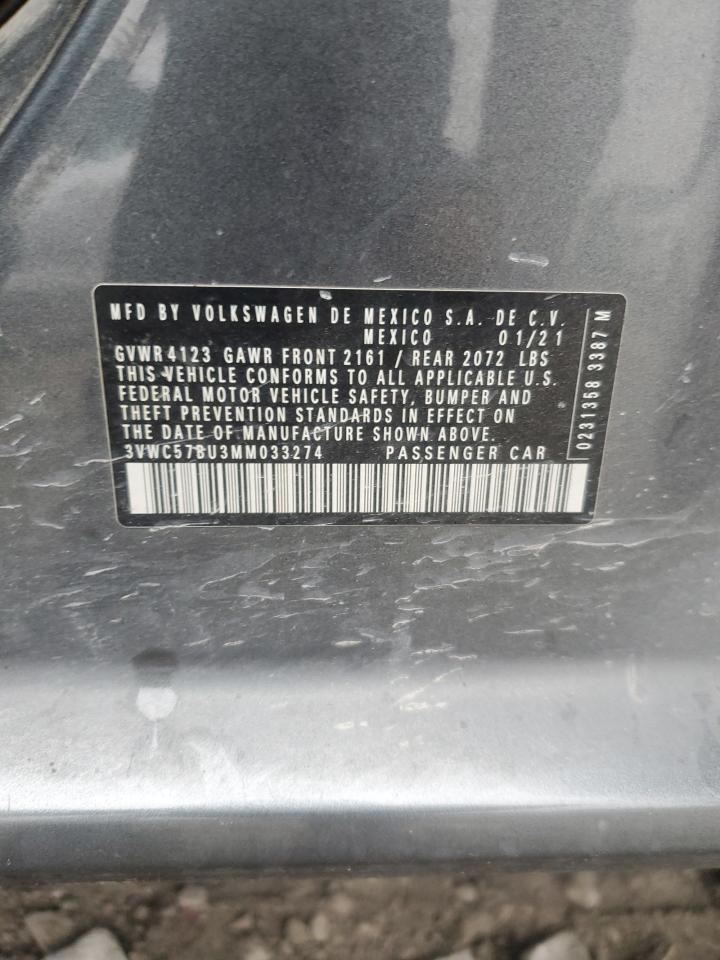 MFD BY VOLKSWAGEN DE MEXICO S.A. DE C.V.
MEXICO 01/21
GVWR 4123 GAWR FRONT 2161 / REAR 2072 LBS
THIS VEHICLE CONFORMS TO ALL APPLICABLE U.S.
FEDERAL MOTOR VEHICLE SAFETY, BUMPER AND
THEFT PREVENTION STANDARDS IN EFFECT ON
THE DATE OF MANUFACTURE SHOWN ABOVE.
3VWC57BU3MM033274 PASSENGER CAR
0231358 3387 M